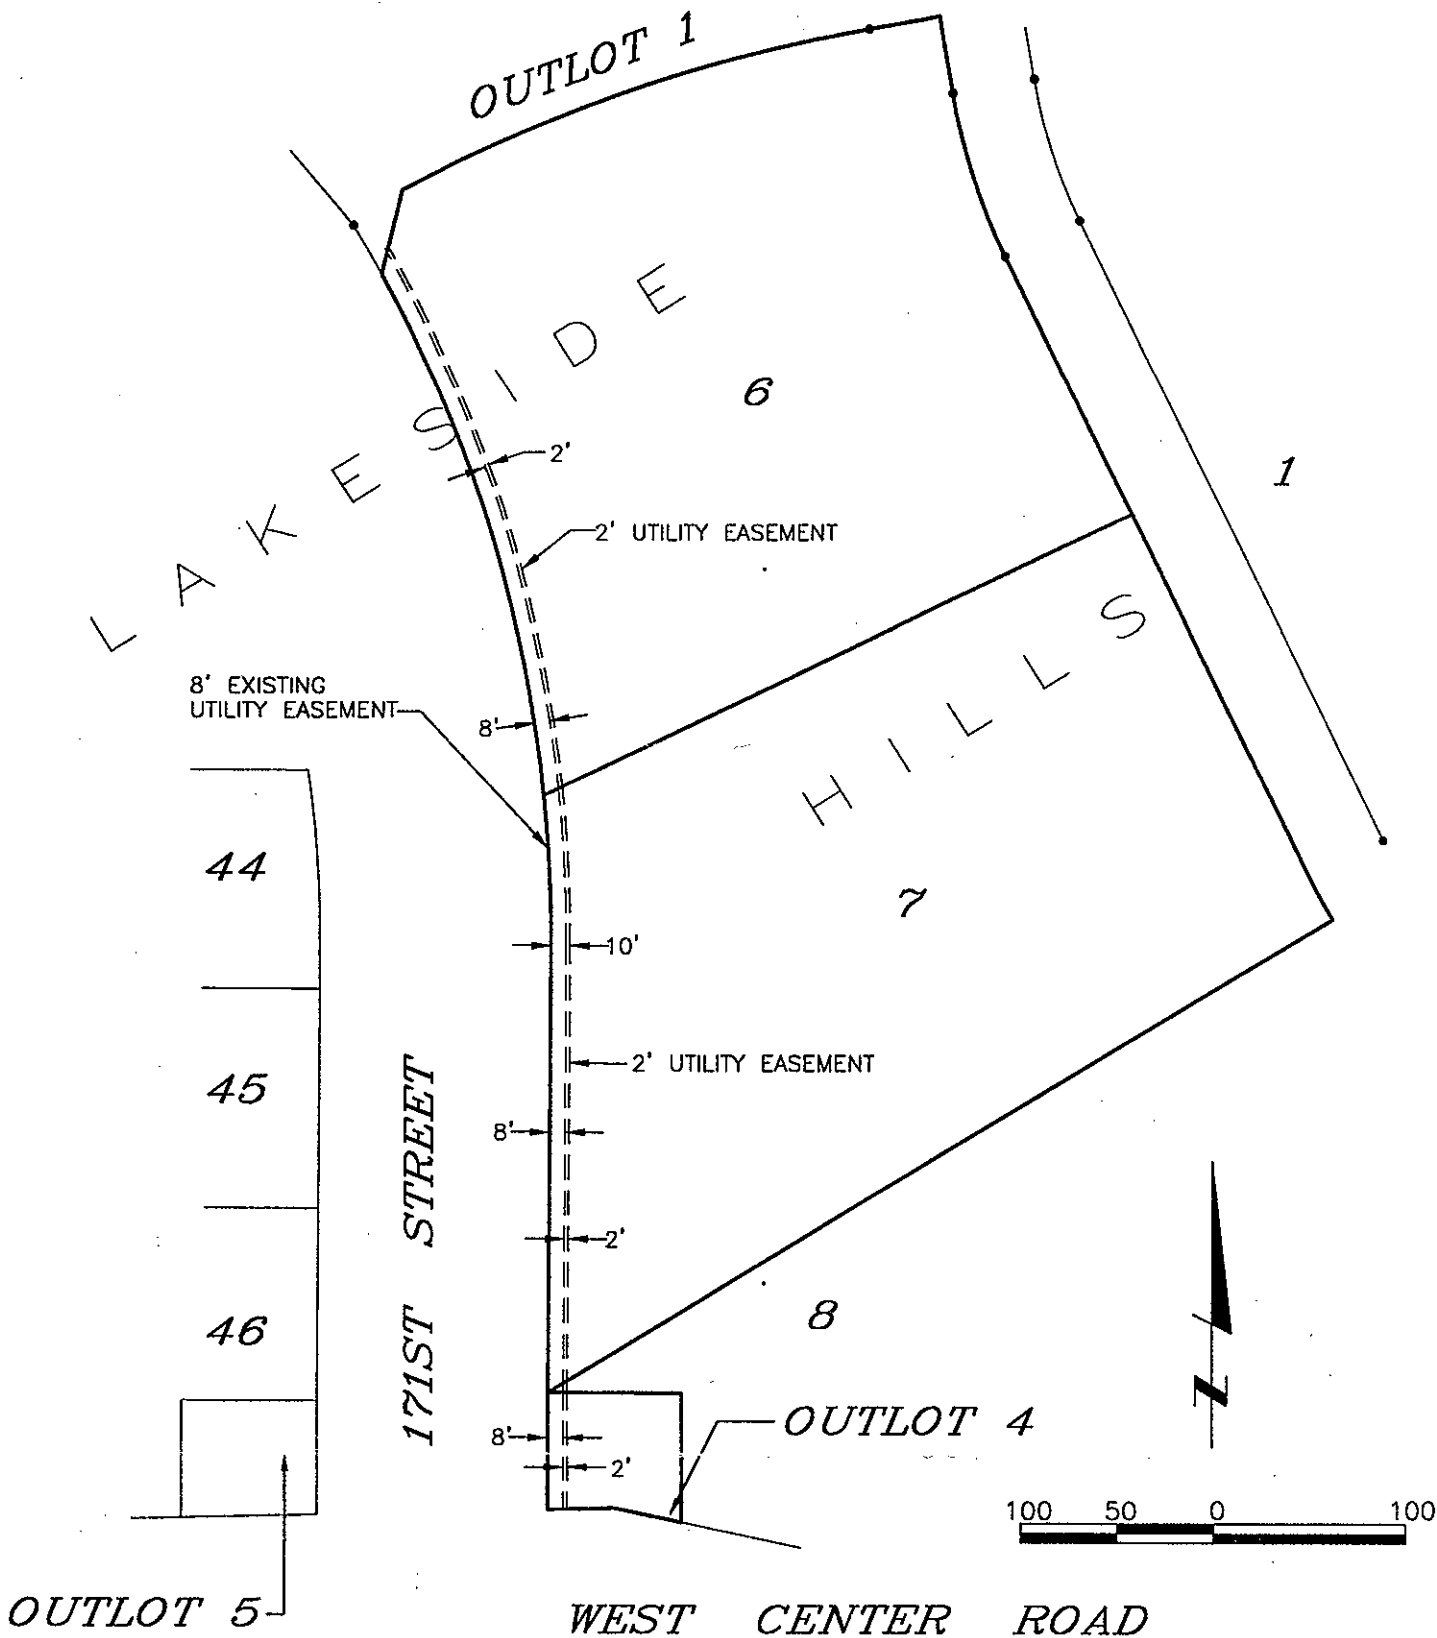 OUTLOT 1
LAKESIDE
6
2'
1
2' UTILITY EASEMENT
HILLS
8' EXISTING
UTILITY EASEMENT
8'
44
7
10'
45
2' UTILITY EASEMENT
171ST STREET
8'
2'
46
8
N
OUTLOT 4
8'
2'
100 50 0 100
OUTLOT 5
WEST CENTER ROAD